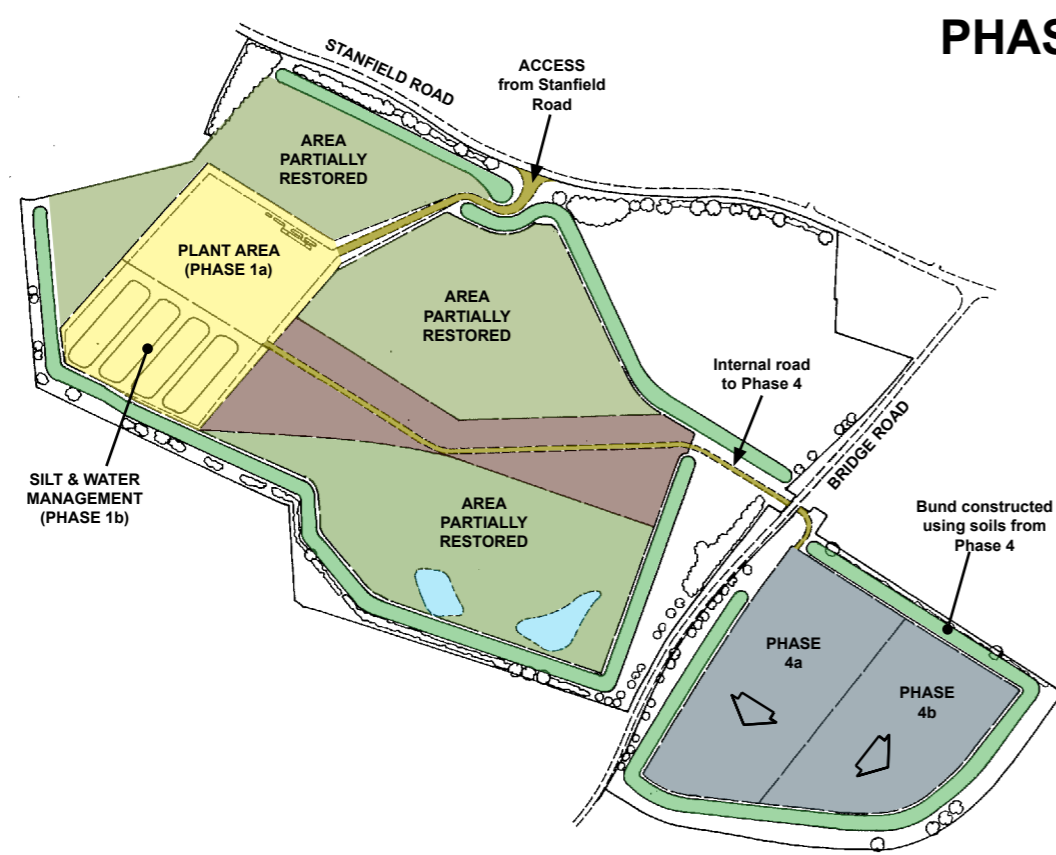 PHAS
STANFIELD ROAD
ACCESS
from Stanfield
Road
AREA
PARTIALLY
RESTORED
PLANT AREA
(PHASE 1a)
AREA
PARTIALLY
RESTORED
Internal road
to Phase 4
BRIDGE ROAD
SILT & WATER
MANAGEMENT
(PHASE 1b)
AREA
PARTIALLY
RESTORED
Bund constructed
using soils from
Phase 4
PHASE
4a
PHASE
4b